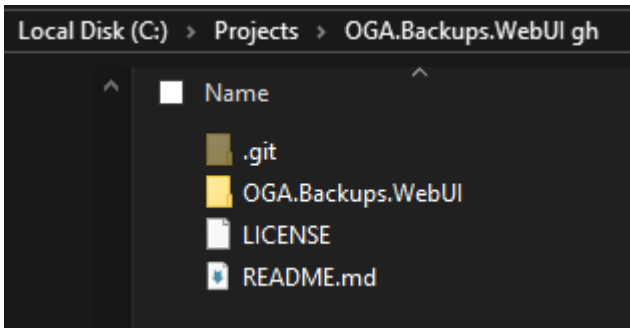 Local Disk (C:) > Projects > OGA.Backups.WebUI gh
Name
.git
OGA.Backups.WebUI
LICENSE
README.md